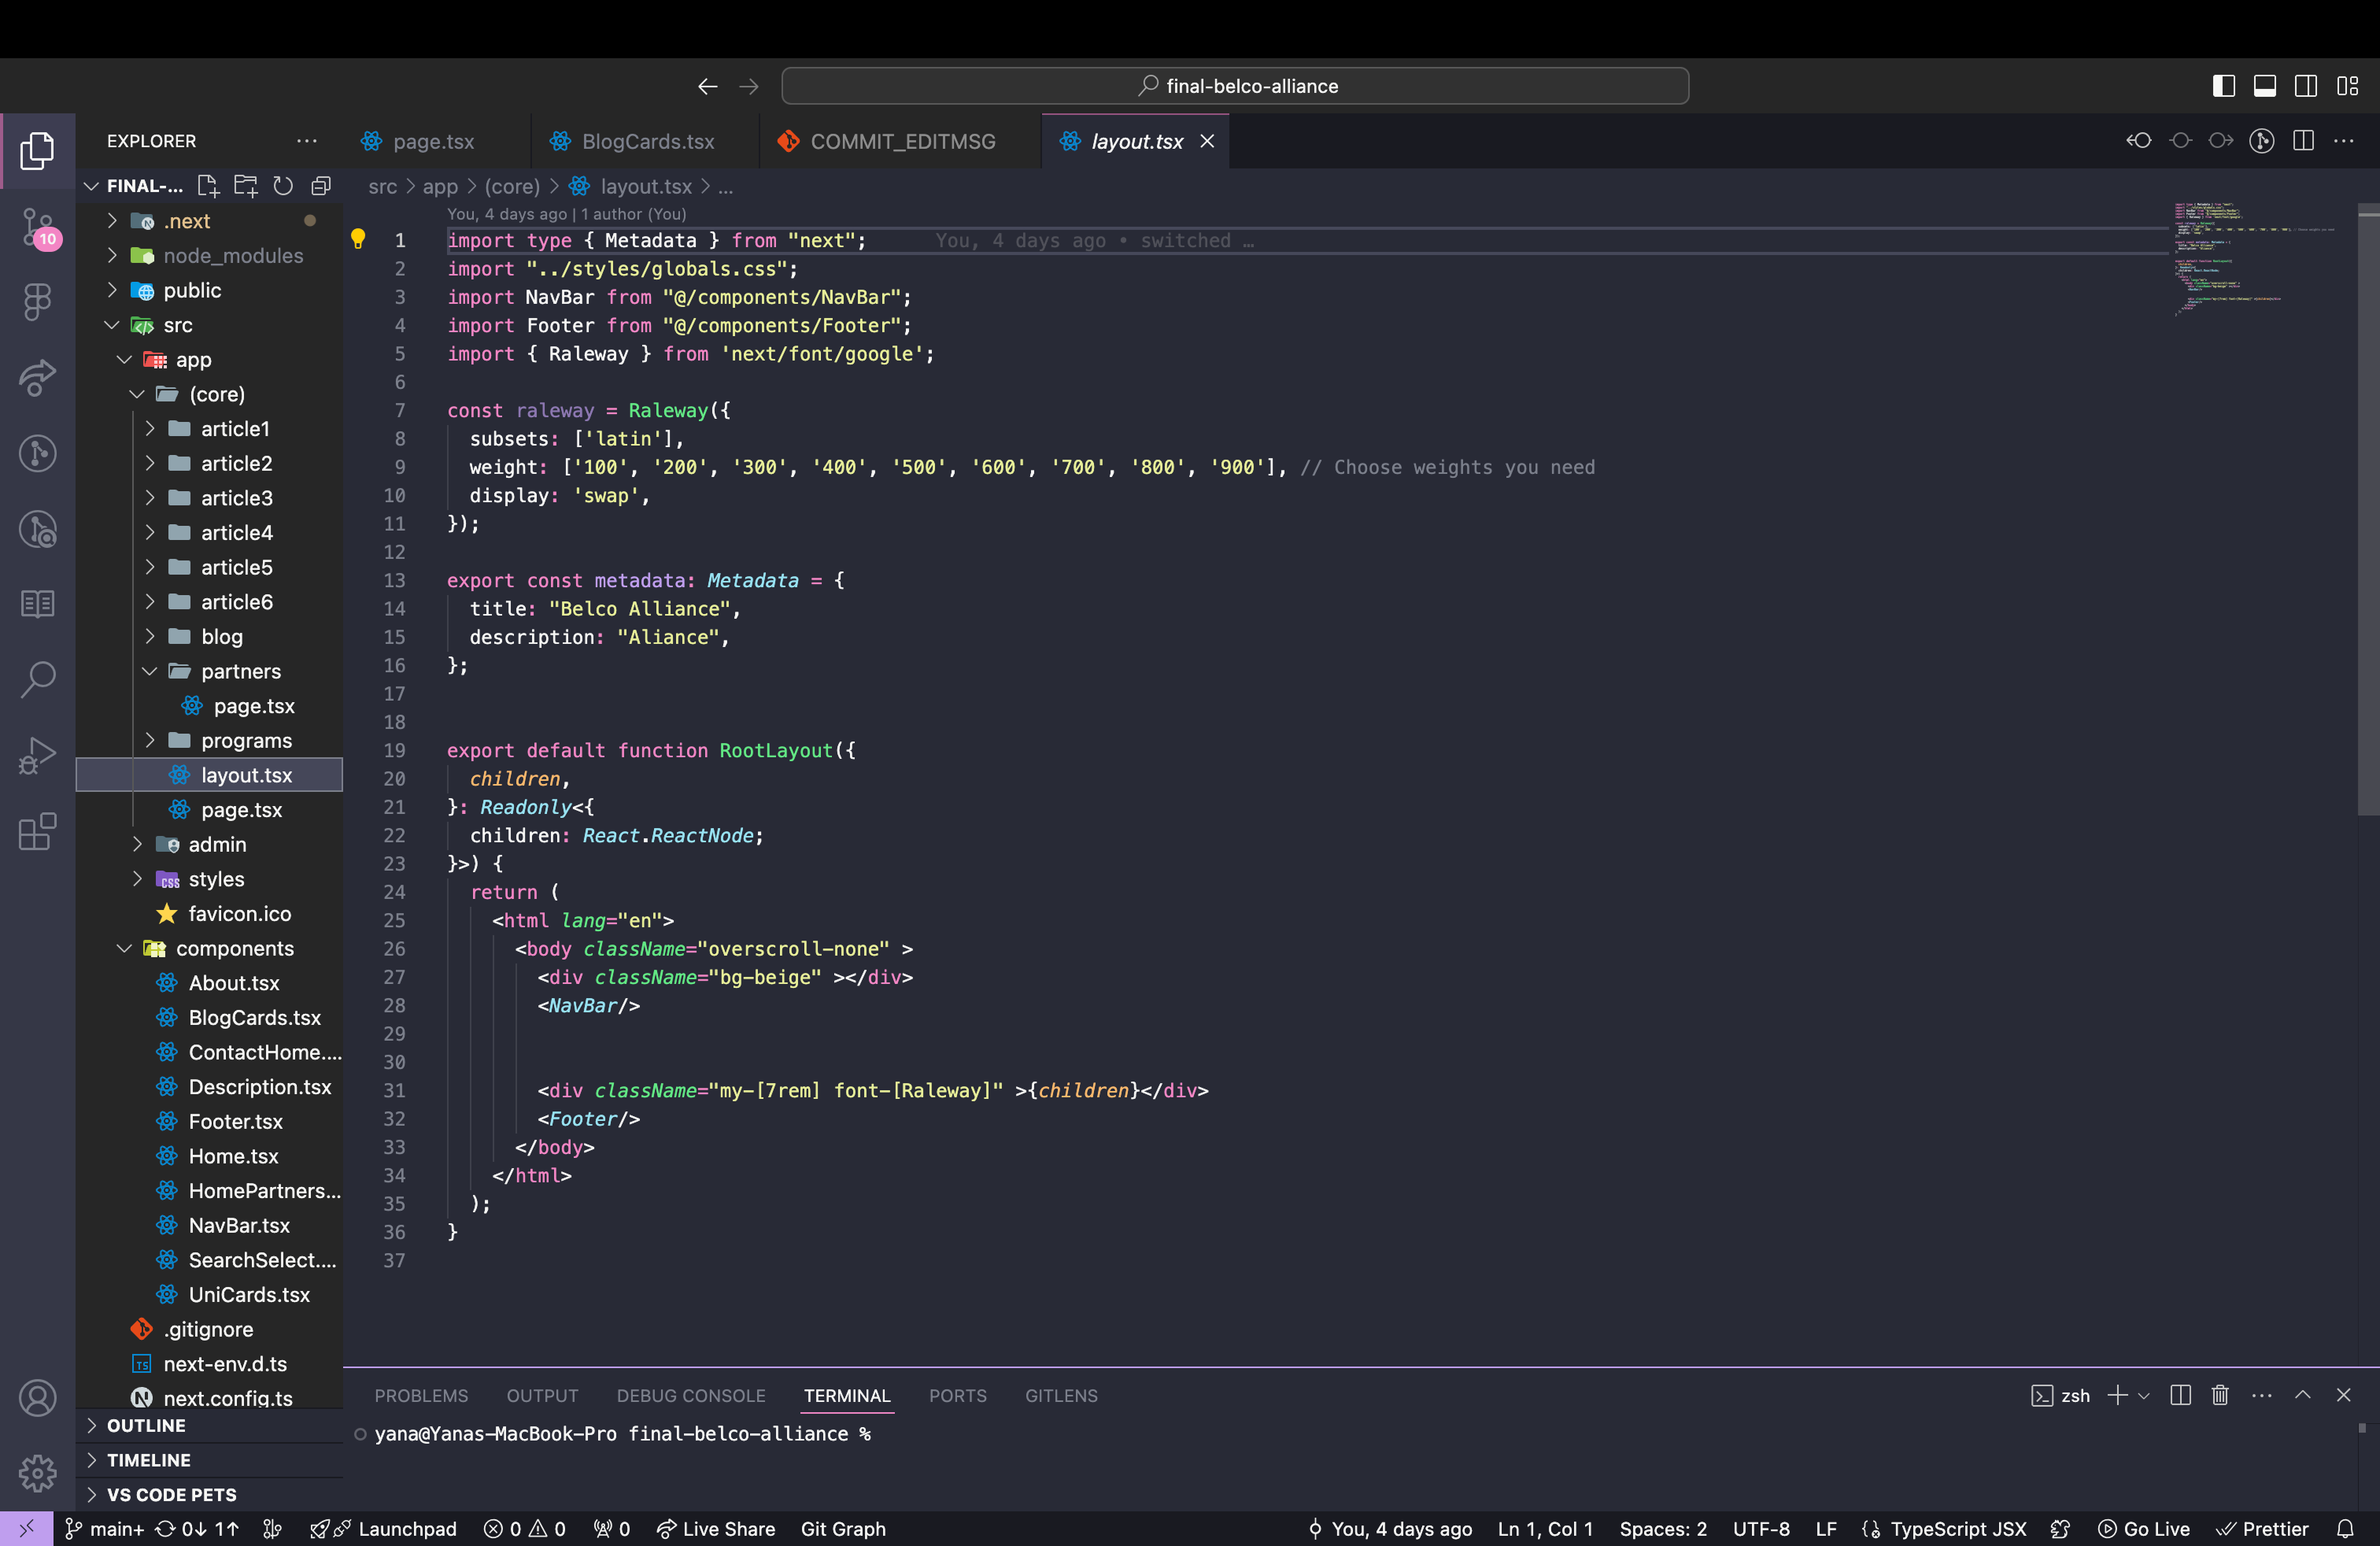 final-belco-alliance
EXPLORER
page.tsx
BlogCards.tsx
COMMIT_EDITMSG
layout.tsx
FINAL-...
src > app > (core) > layout.tsx > ...
.next
node_modules
public
src
app
(core)
article1
article2
article3
article4
article5
article6
blog
partners
page.tsx
programs
layout.tsx
page.tsx
admin
styles
favicon.ico
components
About.tsx
BlogCards.tsx
ContactHome....
Description.tsx
Footer.tsx
Home.tsx
HomePartners...
NavBar.tsx
SearchSelect....
UniCards.tsx
.gitignore
next-env.d.ts
next.config.ts
OUTLINE
TIMELINE
VS CODE PETS
10
You, 4 days ago | 1 author (You)
1 import type { Metadata } from "next"; You, 4 days ago • switched …
2 import "../styles/globals.css";
3 import NavBar from "@/components/NavBar";
4 import Footer from "@/components/Footer";
5 import { Raleway } from 'next/font/google';
6
7 const raleway = Raleway({
8 subsets: ['latin'],
9 weight: ['100', '200', '300', '400', '500', '600', '700', '800', '900'], // Choose weights you need
10 display: 'swap',
11 });
12
13 export const metadata: Metadata = {
14 title: "Belco Alliance",
15 description: "Aliance",
16 };
17
18
19 export default function RootLayout({
20 children,
21 }: Readonly<{
22 children: React.ReactNode;
23 }>) {
24 return (
25 <html lang="en">
26 <body className="overscroll-none" >
27 <div className="bg-beige" ></div>
28 <NavBar/>
29
30
31 <div className="my-[7rem] font-[Raleway]" >{children}</div>
32 <Footer/>
33 </body>
34 </html>
35 );
36 }
37
PROBLEMS OUTPUT DEBUG CONSOLE TERMINAL PORTS GITLENS
zsh
yana@Yanas-MacBook-Pro final-belco-alliance %
main+ 0↓ 1↑ Launchpad 0 0 0 Live Share Git Graph
You, 4 days ago Ln 1, Col 1 Spaces: 2 UTF-8 LF TypeScript JSX Go Live Prettier